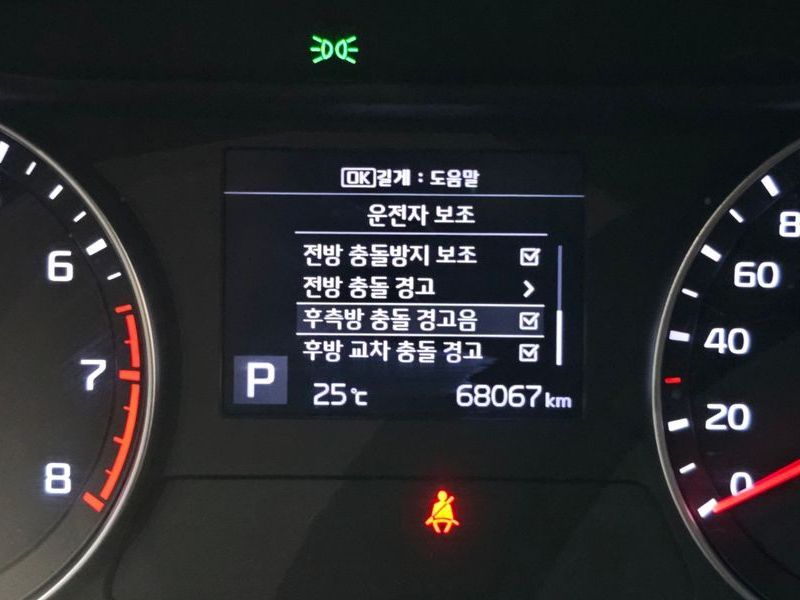 OK길게 : 도움말
운전자 보조
전방 충돌방지 보조
전방 충돌 경고
후측방 충돌 경고음
후방 교차 충돌 경고
P 25℃ 68067km
6
7
8
8
60
40
20
0